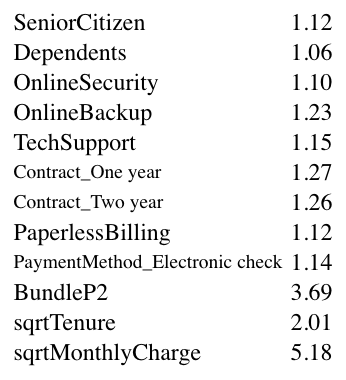 SeniorCitizen 1.12
Dependents 1.06
OnlineSecurity 1.10
OnlineBackup 1.23
TechSupport 1.15
Contract_One year 1.27
Contract_Two year 1.26
PaperlessBilling 1.12
PaymentMethod_Electronic check 1.14
BundleP2 3.69
sqrtTenure 2.01
sqrtMonthlyCharge 5.18